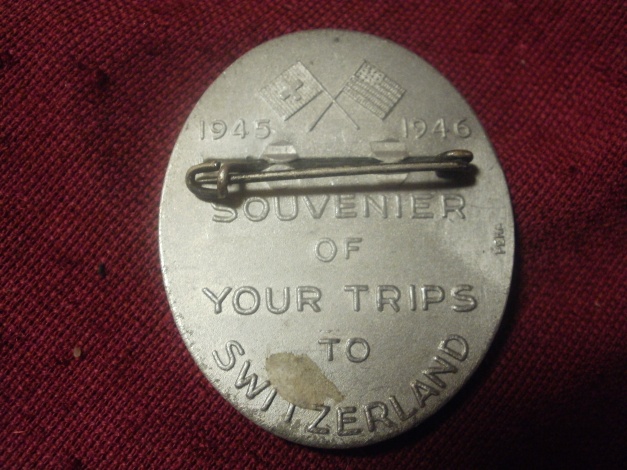 1945 1946
SOUVENIER
OF
YOUR TRIPS
TO
SWITZERLAND